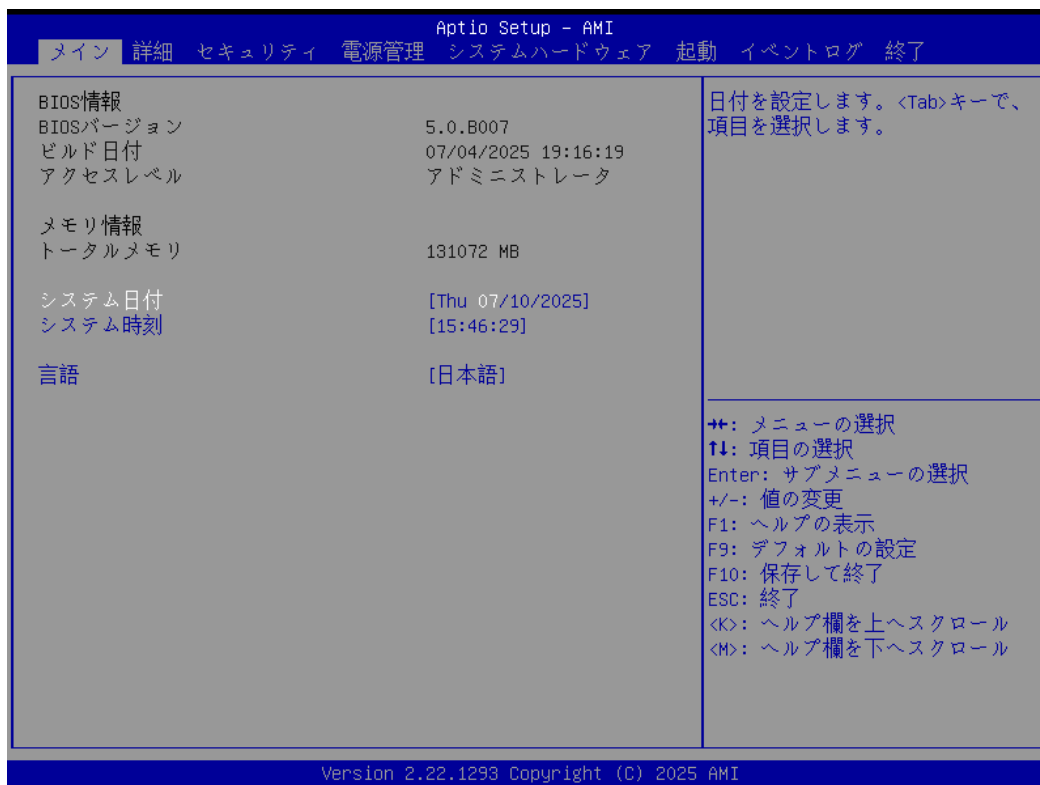 Aptio Setup – AMI
メイン 詳細 セキュリティ 電源管理 システムハードウェア 起動 イベントログ 終了
BIOS情報
BIOSバージョン 5.0.B007
ビルド日付 07/04/2025 19:16:19
アクセスレベル アドミニストレータ
メモリ情報
トータルメモリ 131072 MB
システム日付 [Thu 07/10/2025]
システム時刻 [15:46:29]
言語 [日本語]
日付を設定します。<Tab>キーで、
項目を選択します。
→←: メニューの選択
↑↓: 項目の選択
Enter: サブメニューの選択
+/-: 値の変更
F1: ヘルプの表示
F9: デフォルトの設定
F10: 保存して終了
ESC: 終了
<K>: ヘルプ欄を上へスクロール
<M>: ヘルプ欄を下へスクロール
Version 2.22.1293 Copyright (C) 2025 AMI